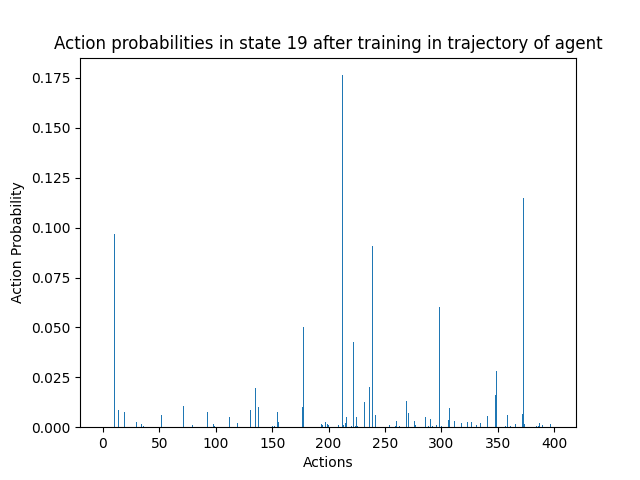 Action probabilities in state 19 after training in trajectory of agent
0.175
0.150
0.125
0.100
0.075
0.050
0.025
0.000
Action Probability
0 50 100 150 200 250 300 350 400
Actions